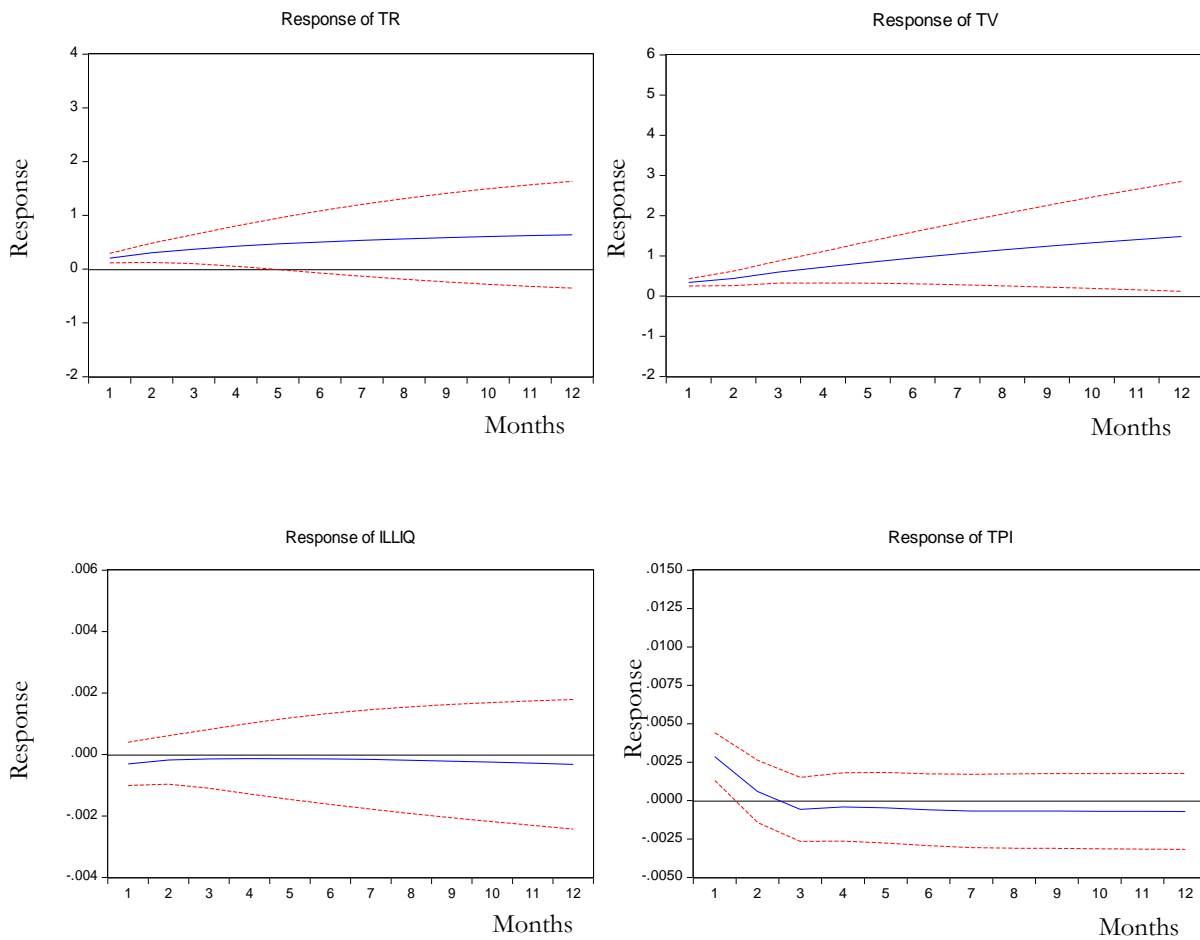 Response of TR
4
3
2
1
0
-1
-2
1 2 3 4 5 6 7 8 9 10 11 12
Response
Months
Response of TV
6
5
4
3
2
1
0
-1
-2
1 2 3 4 5 6 7 8 9 10 11 12
Response
Months
Response of ILLIQ
.006
.004
.002
.000
-.002
-.004
1 2 3 4 5 6 7 8 9 10 11 12
Response
Months
Response of TPI
.0150
.0125
.0100
.0075
.0050
.0025
.0000
-.0025
-.0050
1 2 3 4 5 6 7 8 9 10 11 12
Response
Months